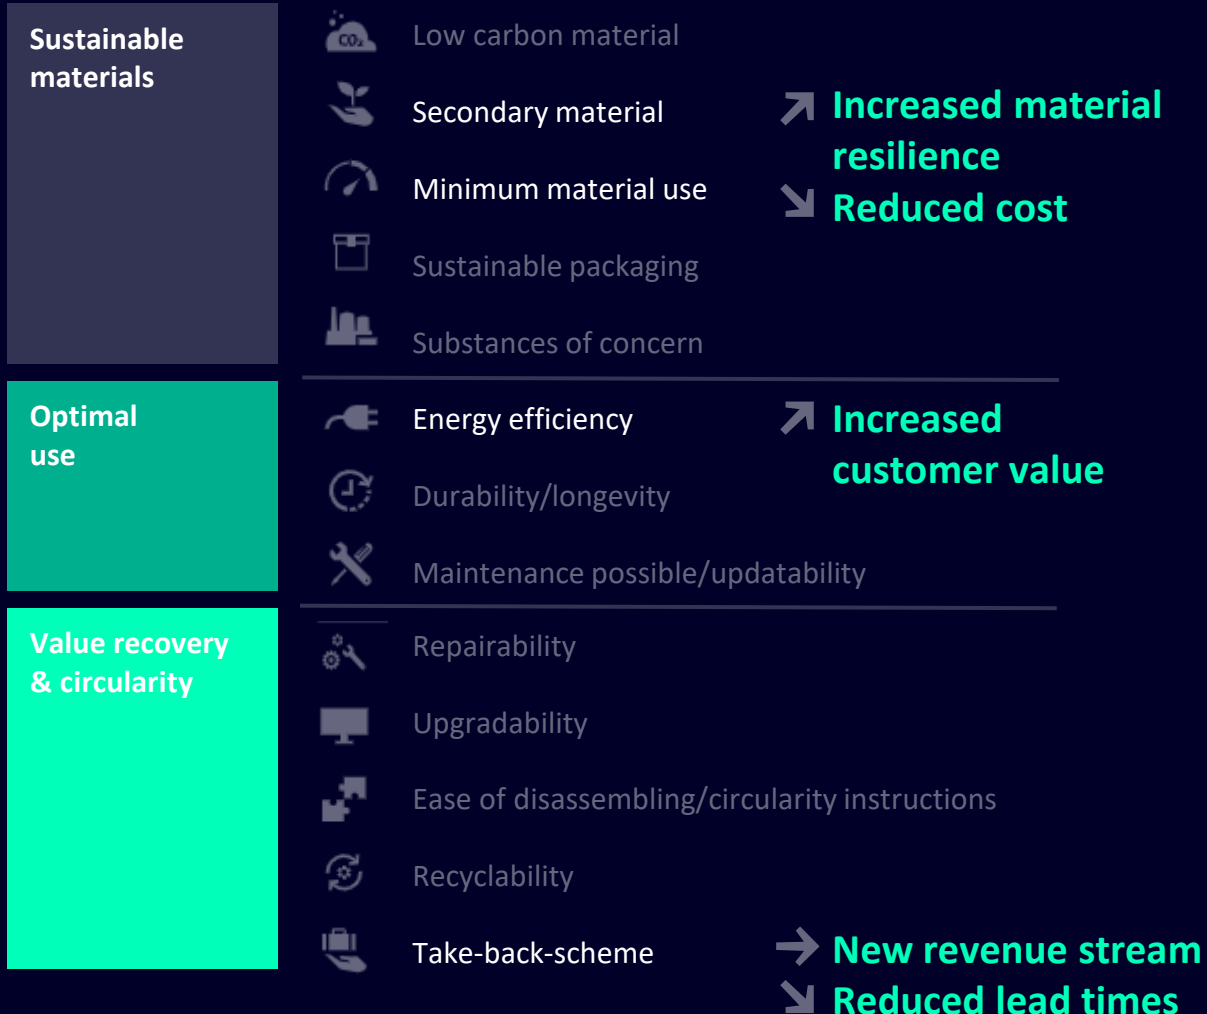 Sustainable
materials
CO₂
Low carbon material
Secondary material
Minimum material use
Sustainable packaging
Substances of concern
Increased material
resilience
Reduced cost
Optimal
use
Energy efficiency
Durability/longevity
Maintenance possible/updatability
Increased
customer value
Value recovery
& circularity
Repairability
Upgradability
Ease of disassembling/circularity instructions
Recyclability
Take-back-scheme
New revenue stream
Reduced lead times